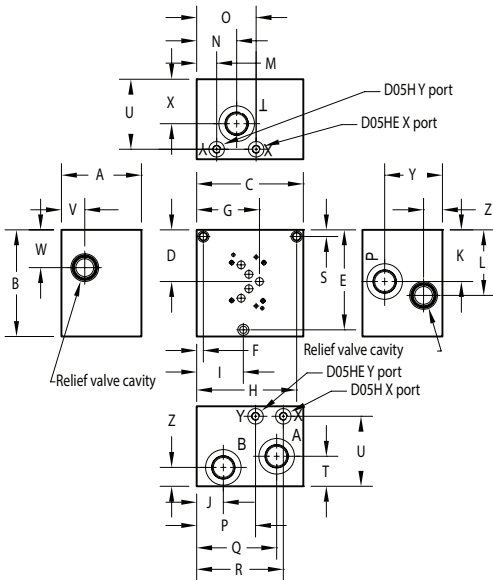 O
N
M
D05H Y port
D05HE X port
X
U
T
Y
X
A
V
C
G
Y
Z
W
B
D
S
E
P
K
L
F
Relief valve cavity
I
H
Relief valve cavity
D05HE Y port
D05H X port
Y
X
B
A
Z
U
T
J
P
Q
R